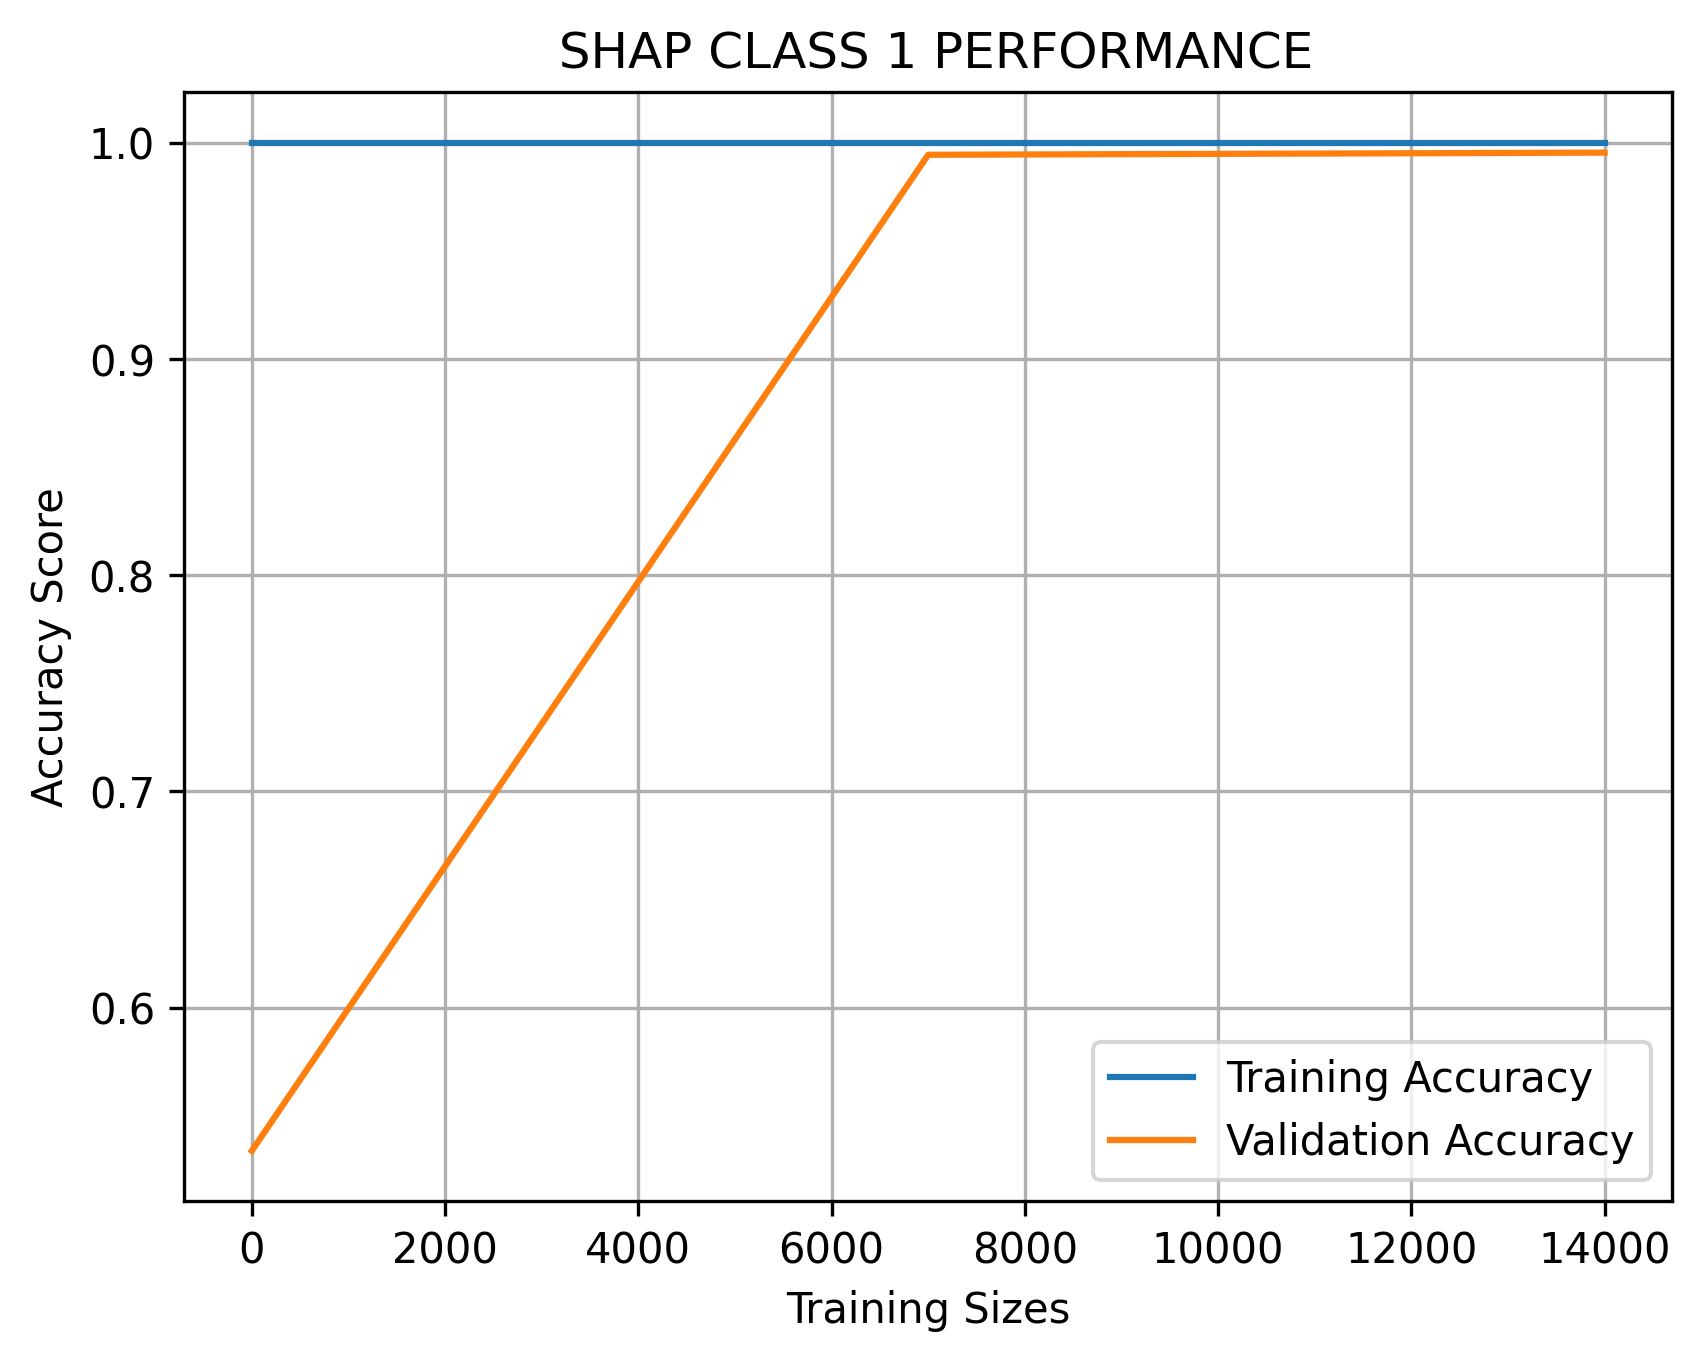 SHAP CLASS 1 PERFORMANCE
1.0
0.9
0.8
0.7
0.6
Accuracy Score
Training Accuracy
Validation Accuracy
0 2000 4000 6000 8000 10000 12000 14000
Training Sizes